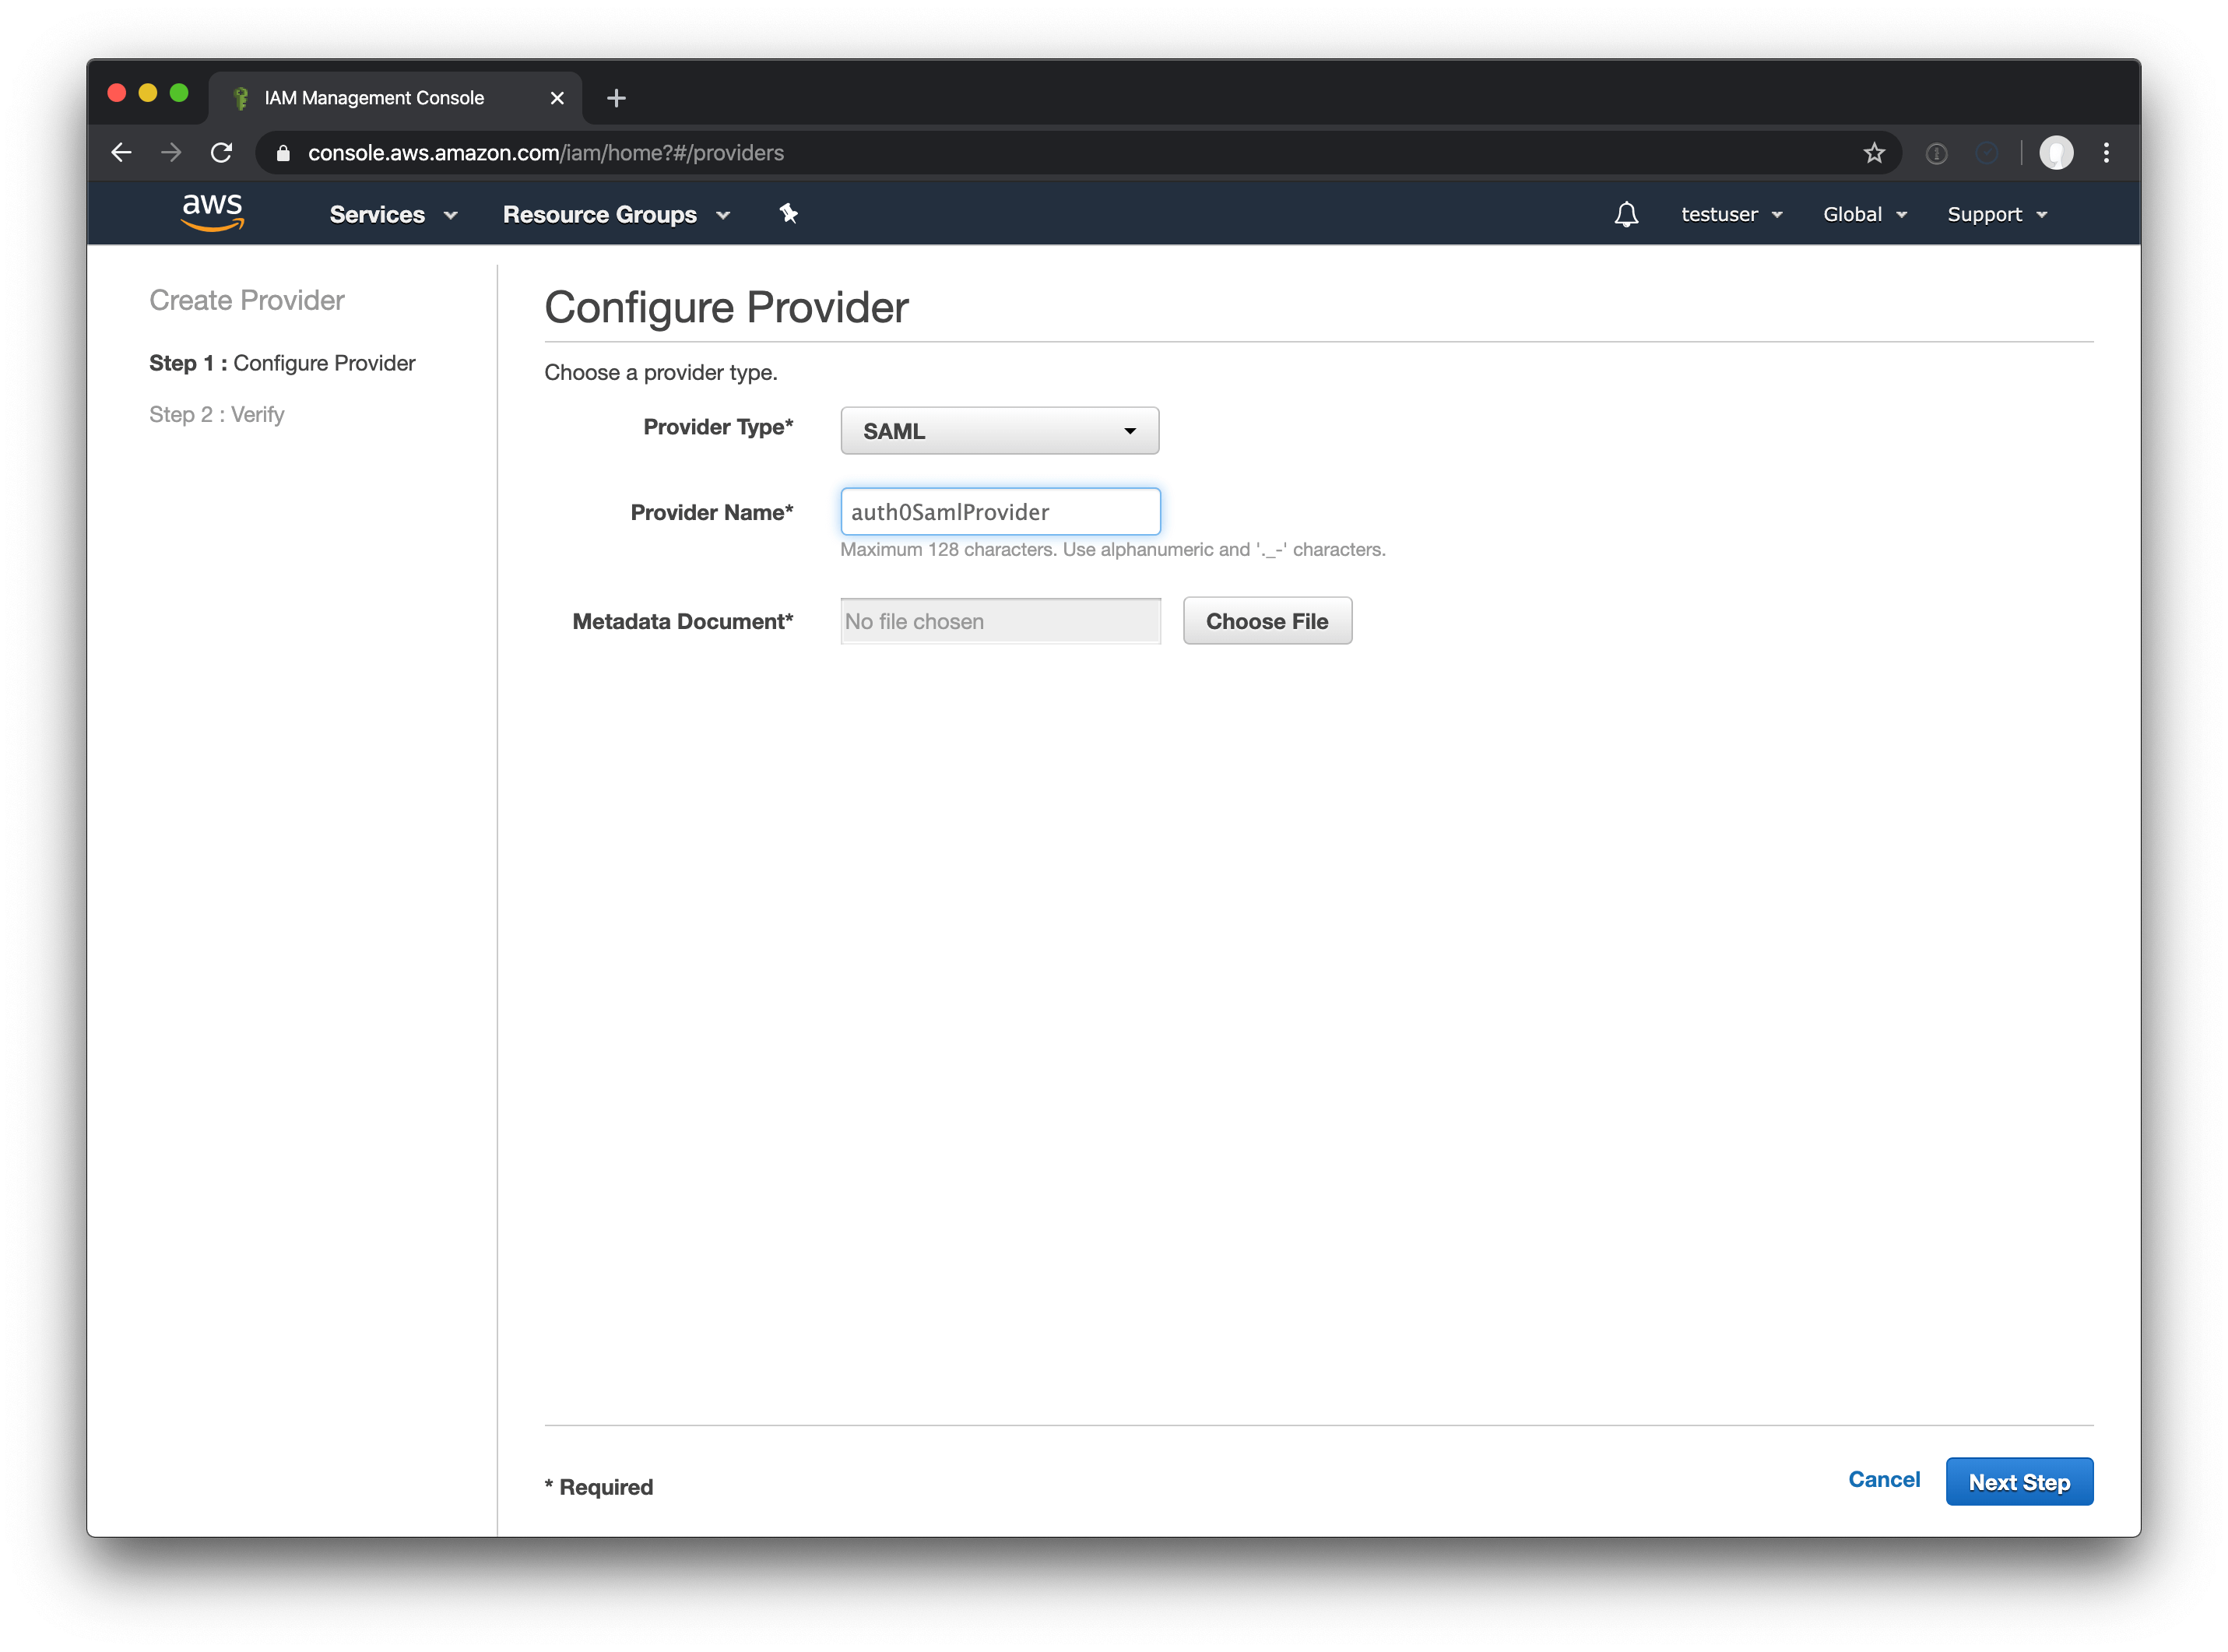 IAM Management Console
console.aws.amazon.com/iam/home?#/providers
aws
Services
Resource Groups
testuser
Global
Support
Create Provider
Step 1 : Configure Provider
Step 2 : Verify
Configure Provider
Choose a provider type.
Provider Type*
SAML
Provider Name*
auth0SamlProvider
Maximum 128 characters. Use alphanumeric and '._-' characters.
Metadata Document*
No file chosen
Choose File
* Required
Cancel
Next Step